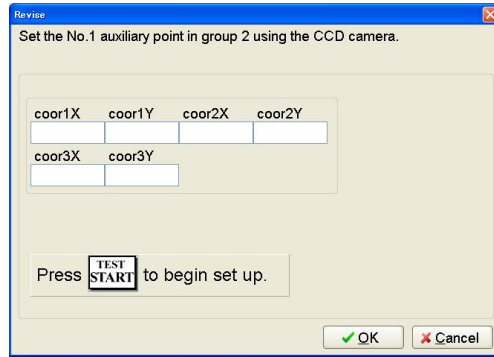 Revise
Set the No.1 auxiliary point in group 2 using the CCD camera.
coor1X coor1Y coor2X coor2Y
coor3X coor3Y
Press TEST START to begin set up.
OK Cancel